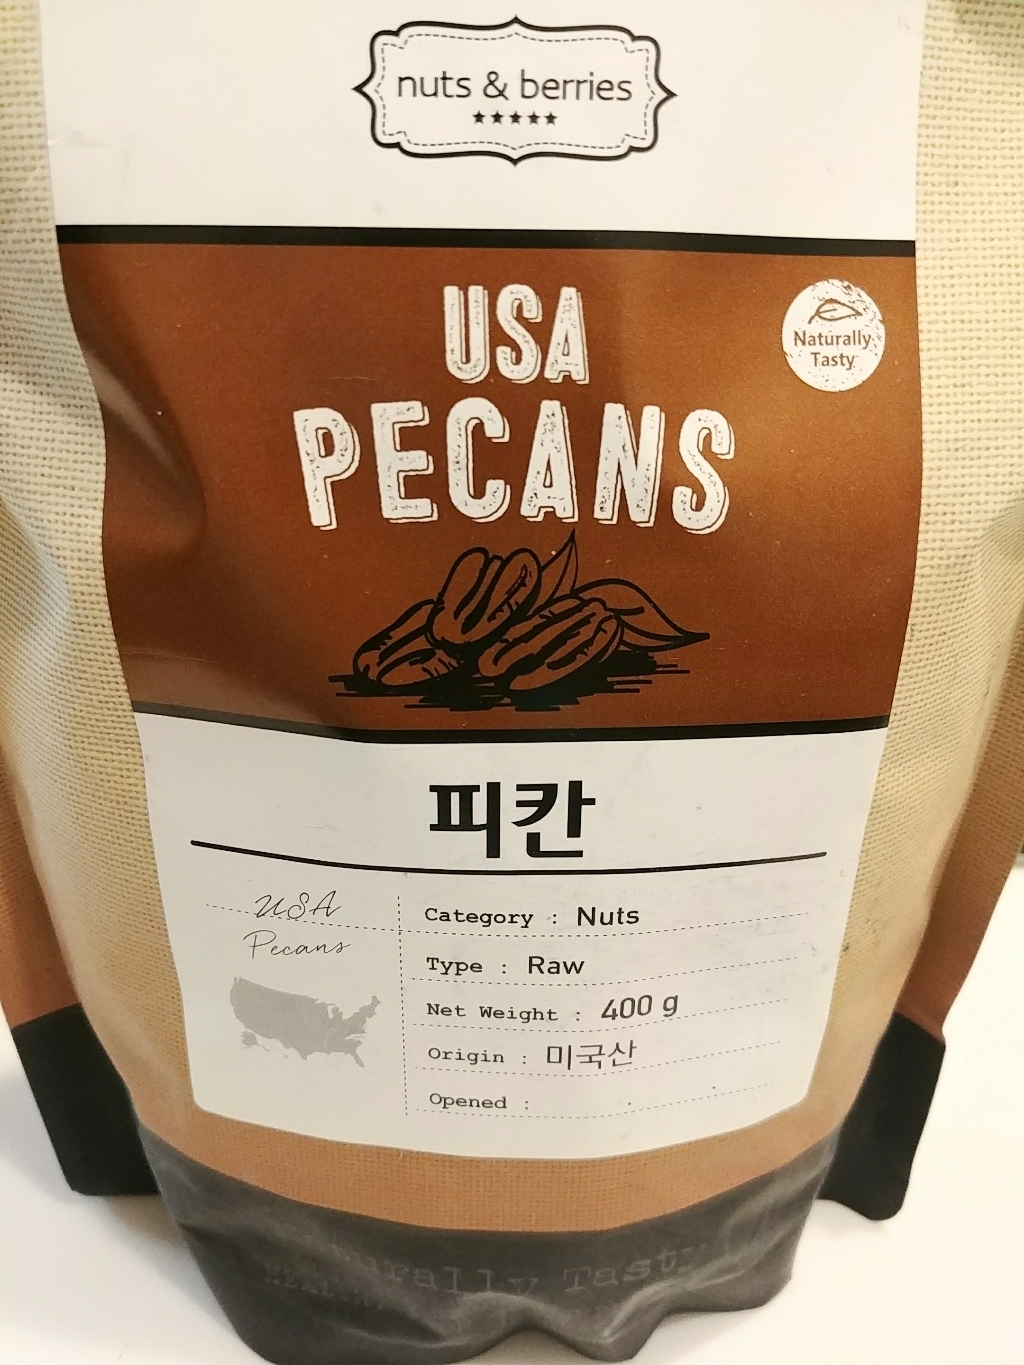 nuts & berries
★★★★★
USA
PECANS
Naturally
Tasty
피칸
USA
Pecans
Category : Nuts
Type : Raw
Net Weight : 400 g
Origin : 미국산
Opened :
Tasty